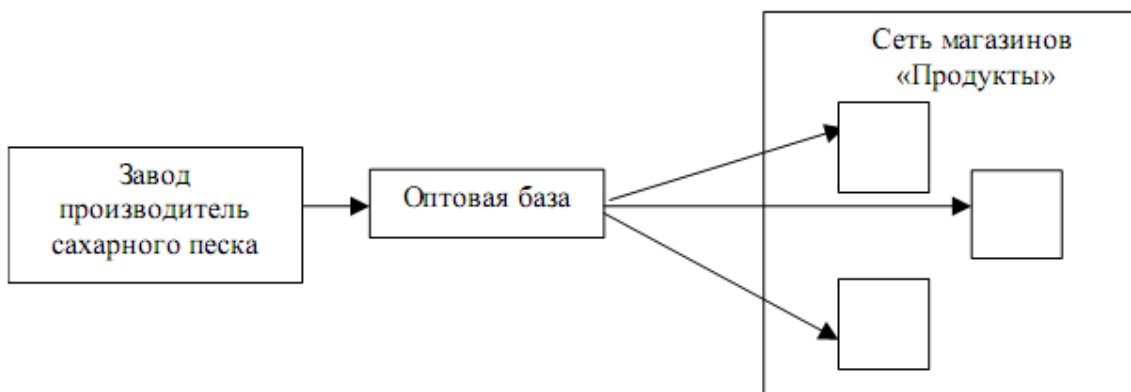 Сеть магазинов
«Продукты»
Завод
производитель
сахарного песка
Оптовая база